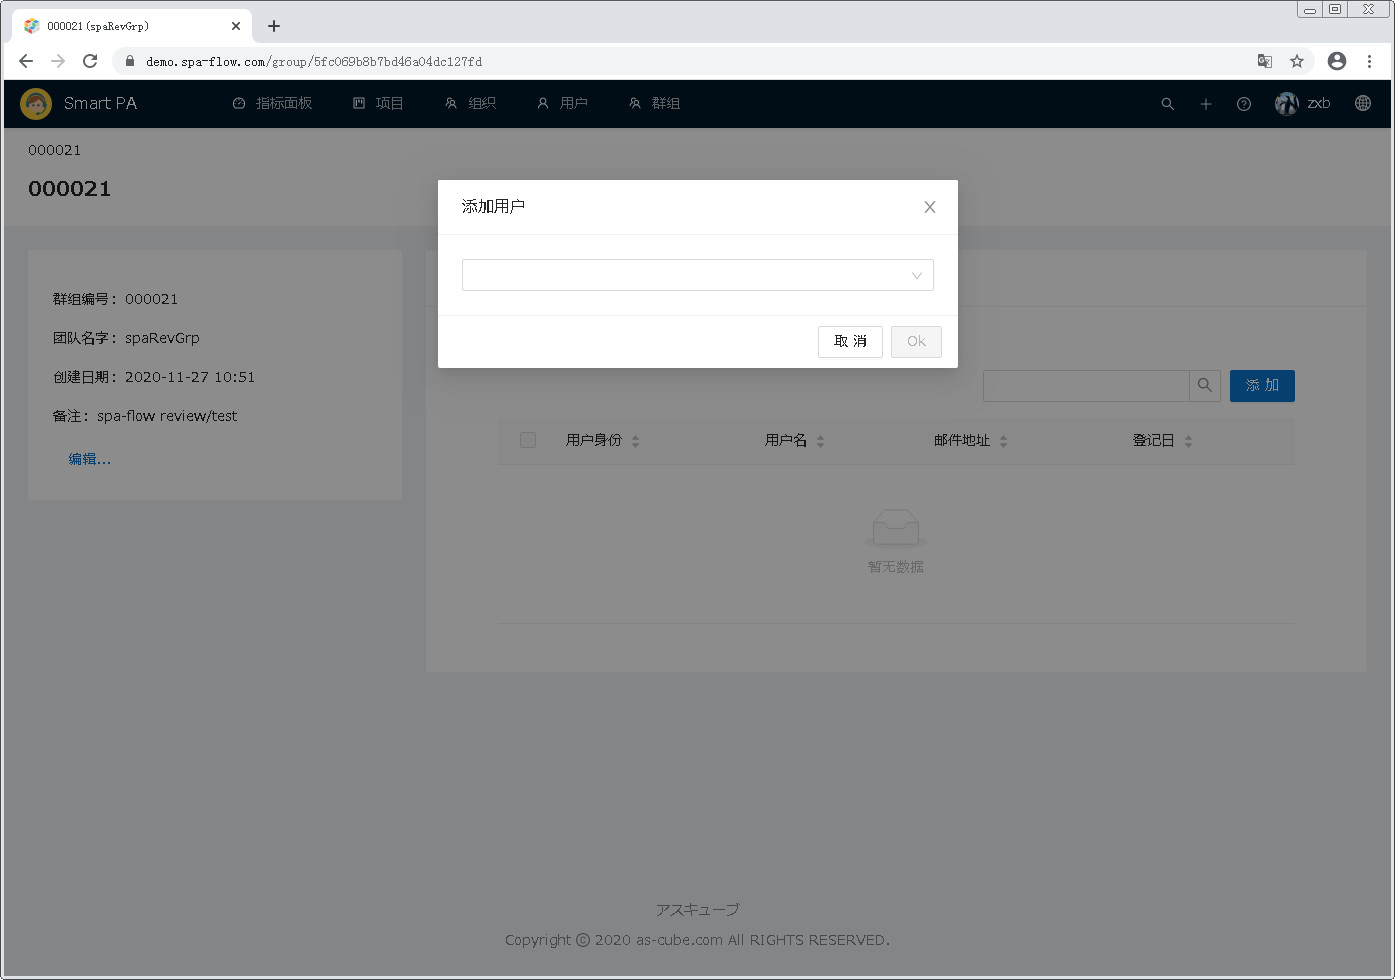 000021(spaRevGrp)
demo.spa-flow.com/group/5fc069b8b7bd46a04dc127fd
Smart PA 指标面板 项目 组织 用户 群组 zxb
000021
000021
添加用户
取 消 Ok
群组编号：000021
团队名字：spaRevGrp
创建日期：2020-11-27 10:51
备注：spa-flow review/test
编辑...
添 加
用户身份 用户名 邮件地址 登记日
暂无数据
アスキューブ
Copyright © 2020 as-cube.com All RIGHTS RESERVED.